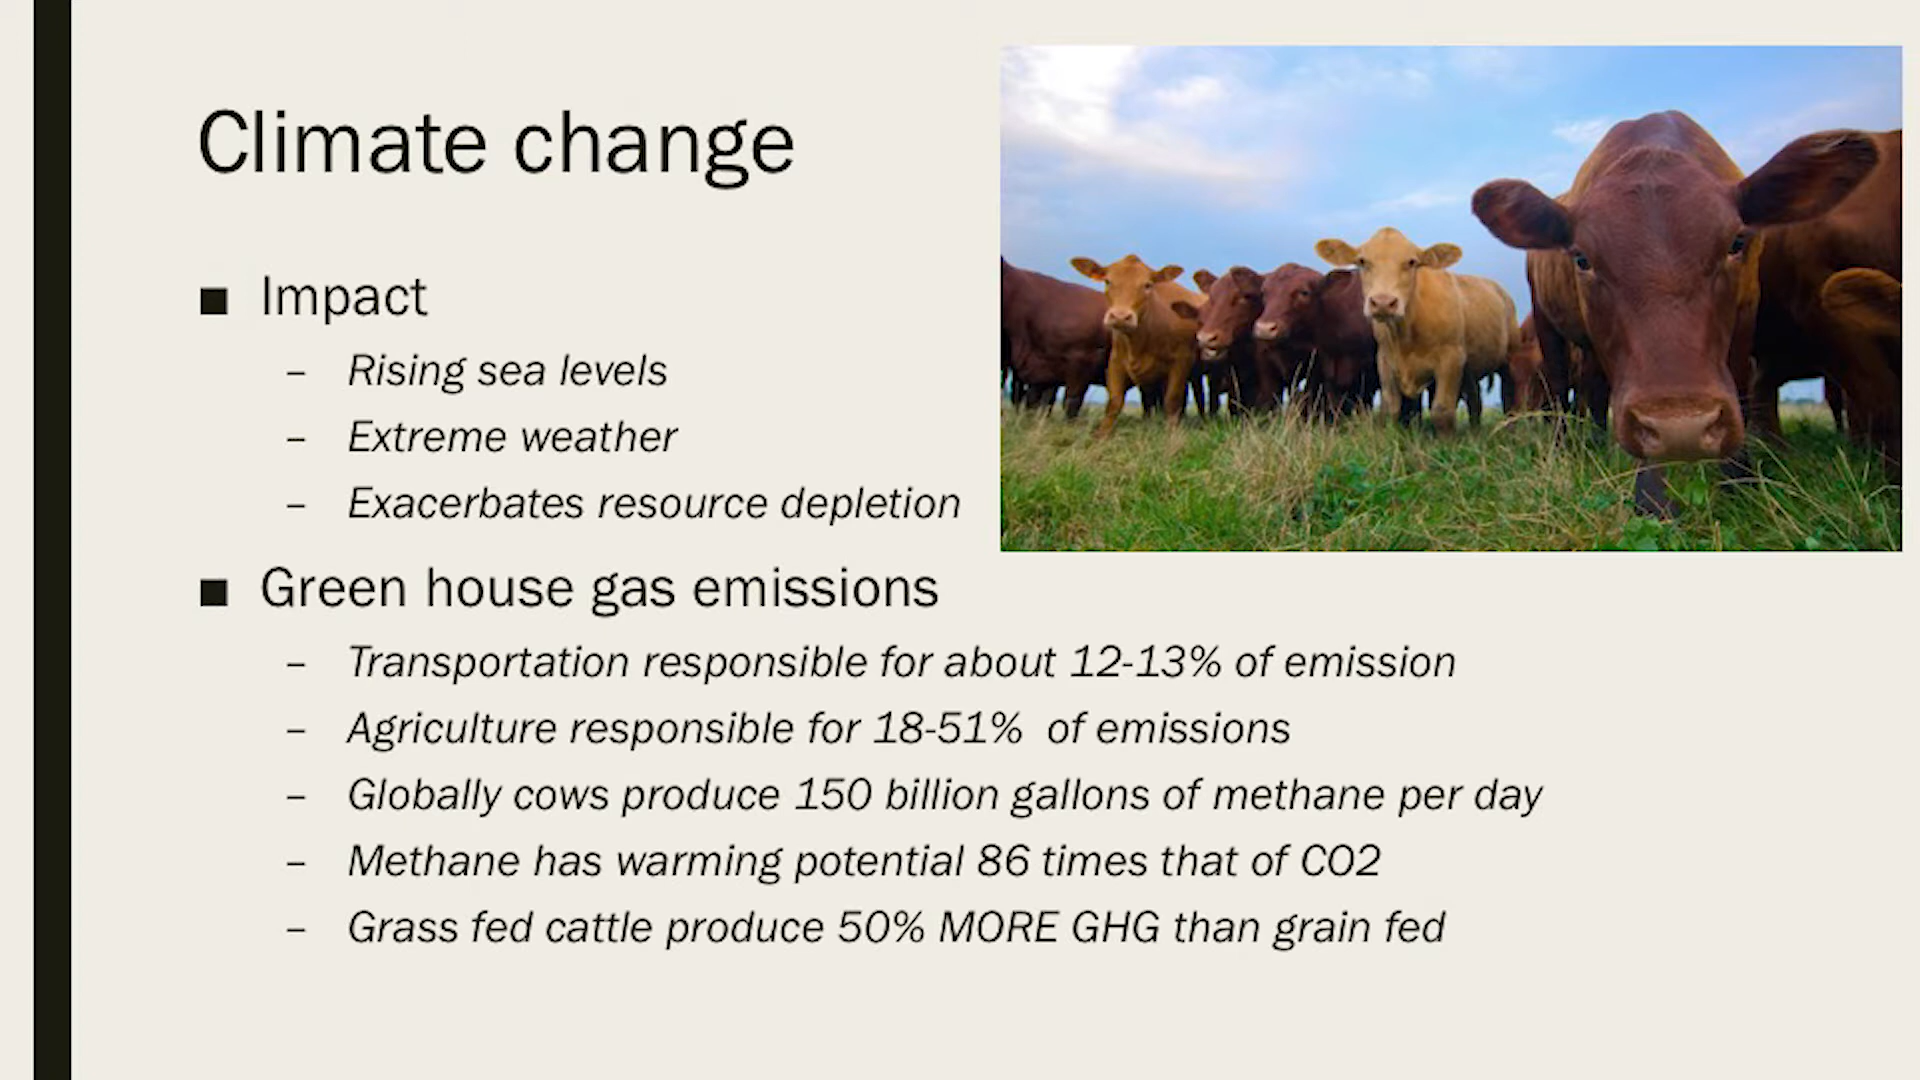 Climate change
■ Impact
– Rising sea levels
– Extreme weather
– Exacerbates resource depletion
■ Green house gas emissions
– Transportation responsible for about 12-13% of emission
– Agriculture responsible for 18-51% of emissions
– Globally cows produce 150 billion gallons of methane per day
– Methane has warming potential 86 times that of CO2
– Grass fed cattle produce 50% MORE GHG than grain fed